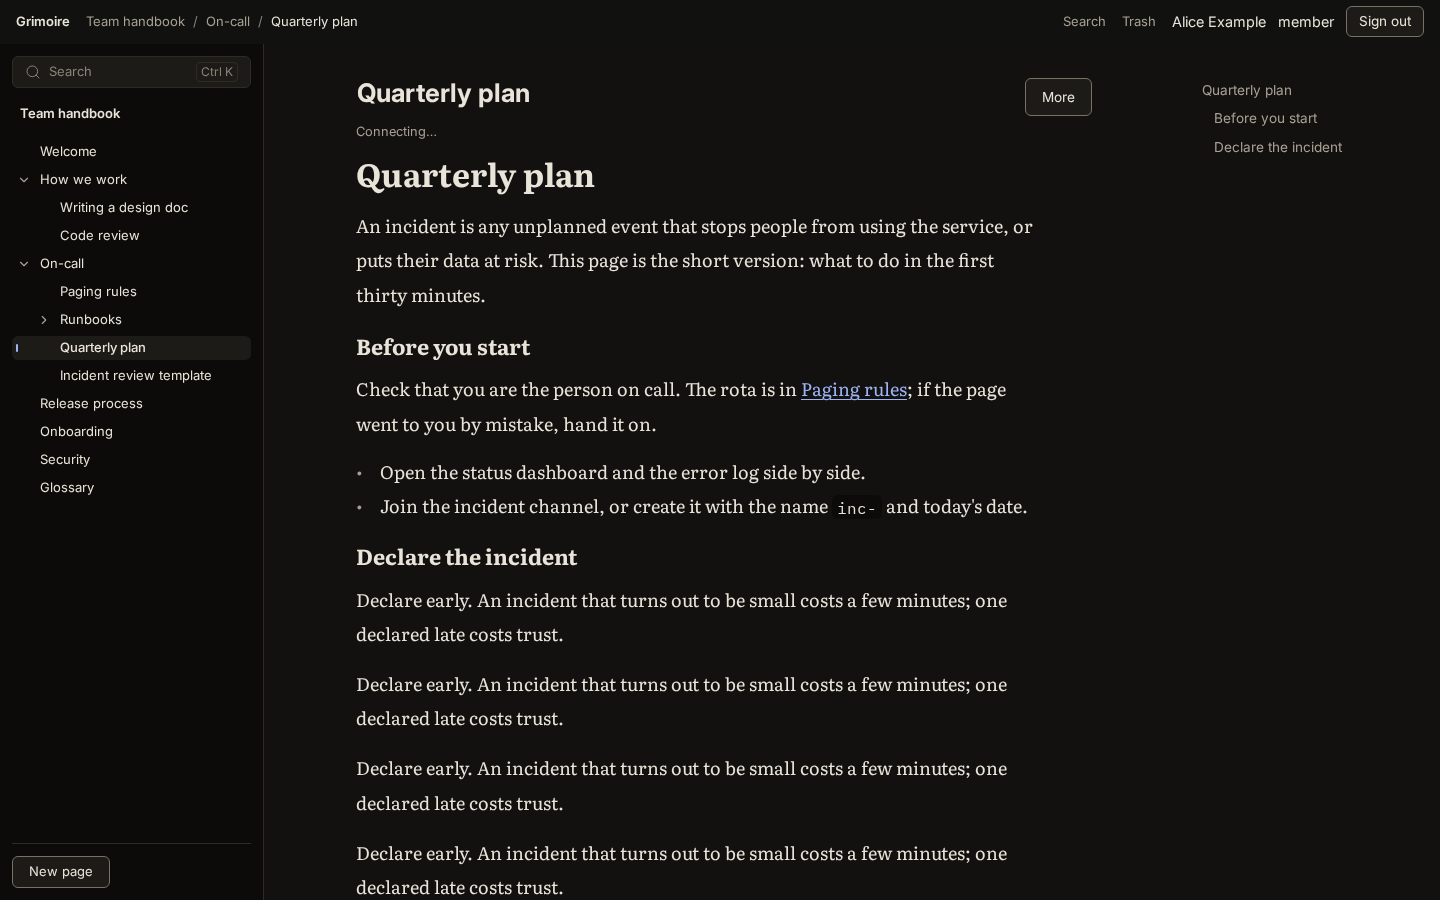 Grimoire Team handbook / On-call / Quarterly plan
Search Trash Alice Example member Sign out
Search Ctrl K
Team handbook
Welcome
How we work
Writing a design doc
Code review
On-call
Paging rules
Runbooks
Quarterly plan
Incident review template
Release process
Onboarding
Security
Glossary
New page
Quarterly plan
More
Connecting...
Quarterly plan
An incident is any unplanned event that stops people from using the service, or
puts their data at risk. This page is the short version: what to do in the first
thirty minutes.
Before you start
Check that you are the person on call. The rota is in Paging rules; if the page
went to you by mistake, hand it on.
• Open the status dashboard and the error log side by side.
• Join the incident channel, or create it with the name inc- and today's date.
Declare the incident
Declare early. An incident that turns out to be small costs a few minutes; one
declared late costs trust.
Declare early. An incident that turns out to be small costs a few minutes; one
declared late costs trust.
Declare early. An incident that turns out to be small costs a few minutes; one
declared late costs trust.
Declare early. An incident that turns out to be small costs a few minutes; one
declared late costs trust.
Quarterly plan
Before you start
Declare the incident